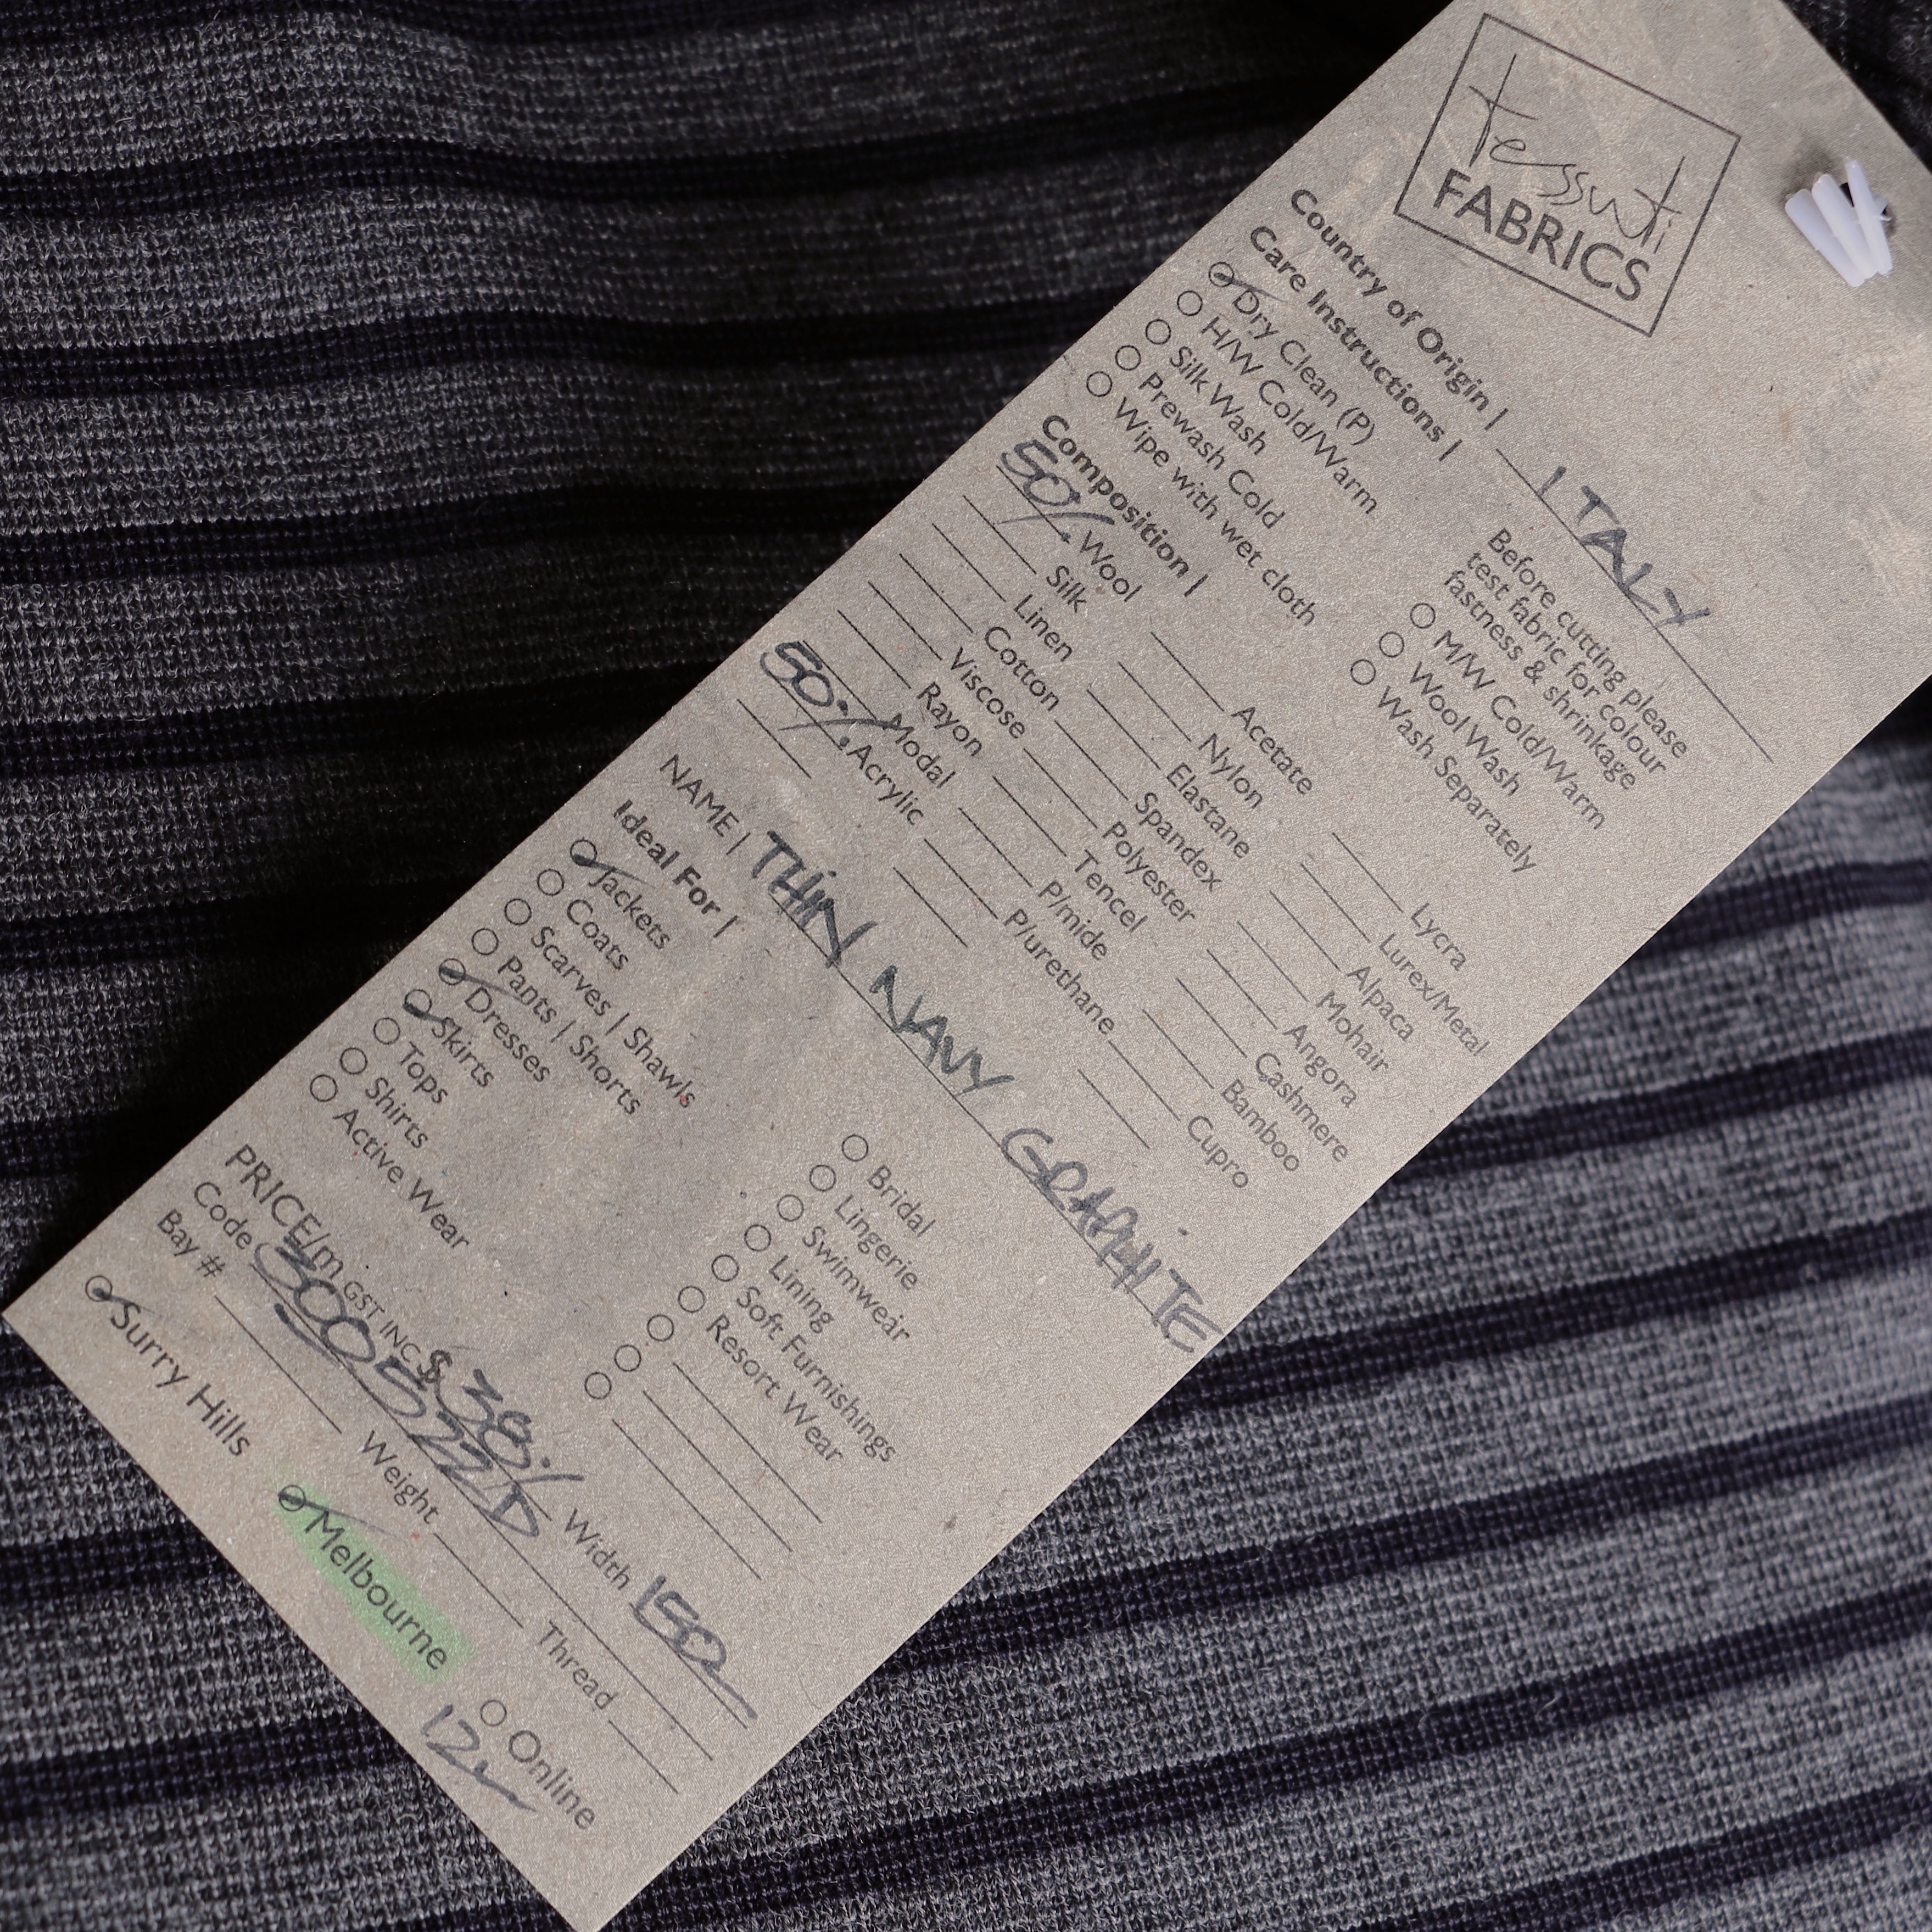 tessuti
FABRICS
Country of Origin | ITALY
Care Instructions |
Dry Clean (P)
H/W Cold/Warm
Silk Wash
Prewash Cold
Wipe with wet cloth
Before cutting please
test fabric for colour
fastness & shrinkage
M/W Cold/Warm
Wool Wash
Wash Separately
Composition |
50% Wool
Silk
Linen
Cotton
Viscose
Rayon
Modal
50% Acrylic
Acetate
Nylon
Elastane
Spandex
Polyester
Tencel
P/mide
P/urethane
Lycra
Lurex/Metal
Alpaca
Mohair
Angora
Cashmere
Bamboo
Cupro
NAME | THIN NAVY GRAPHITE
Ideal For |
Jackets
Coats
Scarves | Shawls
Pants | Shorts
Dresses
Skirts
Tops
Shirts
Active Wear
Bridal
Lingerie
Swimwear
Lining
Soft Furnishings
Resort Wear
PRICE/m GST INC $38 Width 150
Code 3005722D
Bay # Weight Thread
Surry Hills Melbourne Online
12